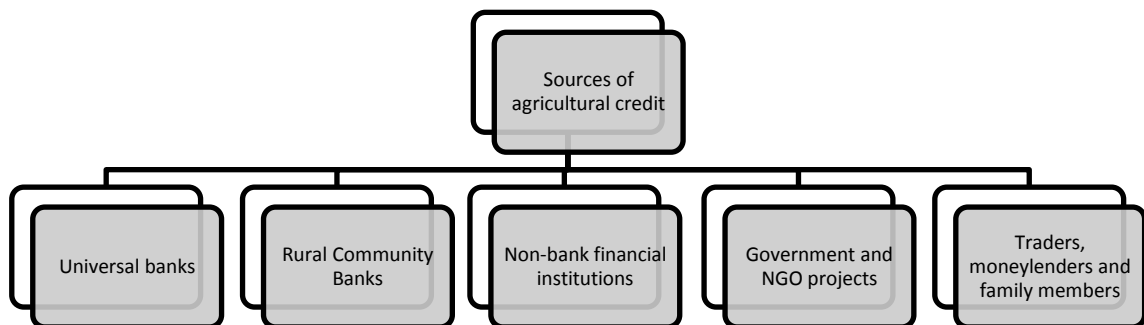 Sources of
agricultural credit
Universal banks
Rural Community
Banks
Non-bank financial
institutions
Government and
NGO projects
Traders,
moneylenders and
family members